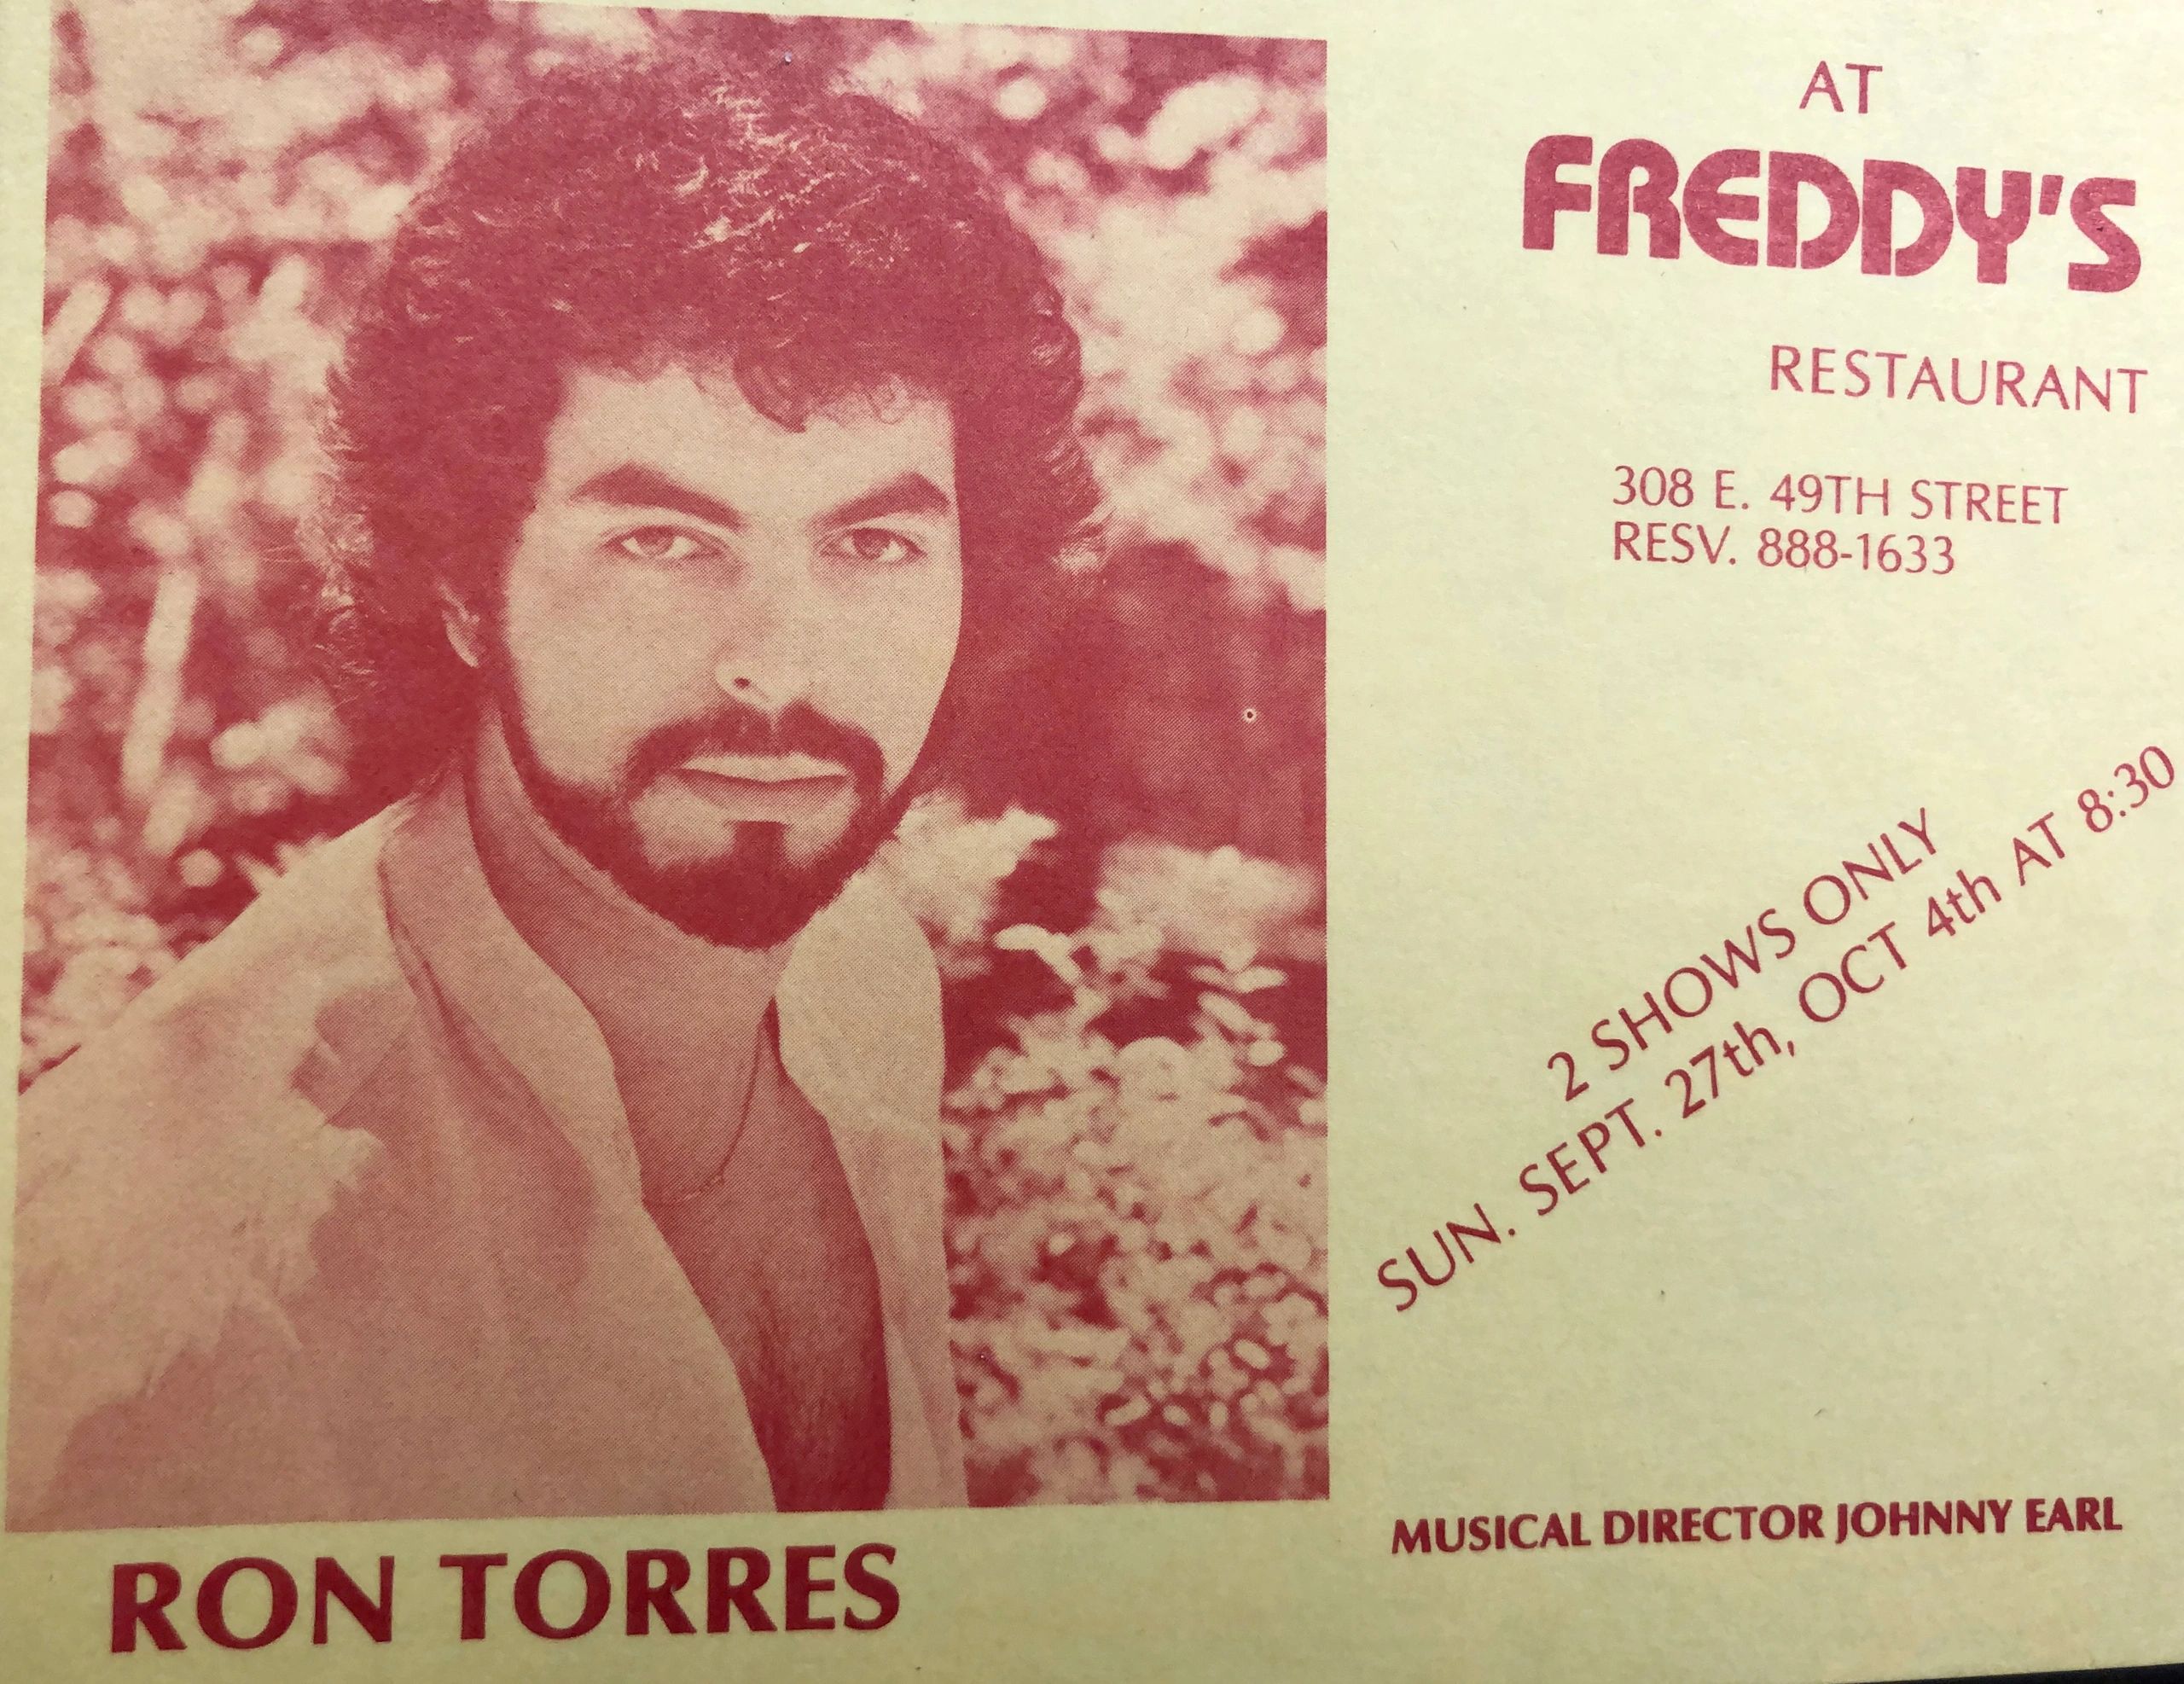 AT
FREDDY'S
RESTAURANT
308 E. 49TH STREET
RESV. 888-1633
2 SHOWS ONLY
SUN. SEPT. 27th, OCT 4th AT 8:30
MUSICAL DIRECTOR JOHNNY EARL
RON TORRES